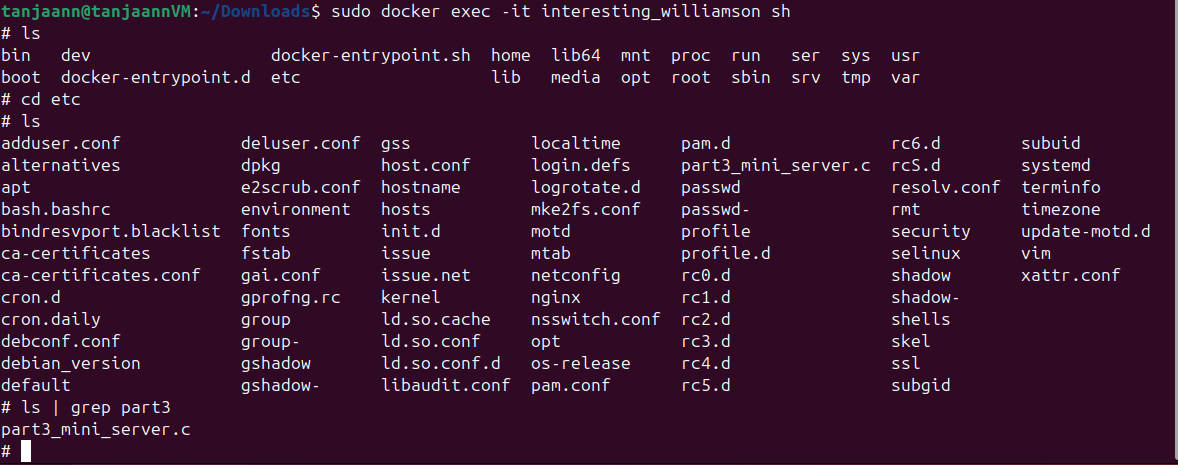 tanjaann@tanjaannVM:~/Downloads$ sudo docker exec -it interesting_williamson sh
# ls
bin   dev                  docker-entrypoint.sh  home  lib64  mnt  proc  run   ser  sys  usr
boot  docker-entrypoint.d  etc                   lib   media  opt  root  sbin  srv  tmp  var
# cd etc
# ls
adduser.conf            deluser.conf  gss            localtime      pam.d                rc6.d        subuid
alternatives            dpkg          host.conf      login.defs     part3_mini_server.c  rcS.d        systemd
apt                     e2scrub.conf  hostname       logrotate.d    passwd               resolv.conf  terminfo
bash.bashrc             environment   hosts          mke2fs.conf    passwd-              rmt          timezone
bindresvport.blacklist  fonts         init.d         motd           profile              security     update-motd.d
ca-certificates         fstab         issue          mtab           profile.d            selinux      vim
ca-certificates.conf    gai.conf      issue.net      netconfig      rc0.d                shadow       xattr.conf
cron.d                  gprofng.rc    kernel         nginx          rc1.d                shadow-
cron.daily              group         ld.so.cache    nsswitch.conf  rc2.d                shells
debconf.conf            group-        ld.so.conf     opt            rc3.d                skel
debian_version          gshadow       ld.so.conf.d   os-release     rc4.d                ssl
default                 gshadow-      libaudit.conf  pam.conf       rc5.d                subgid
# ls | grep part3
part3_mini_server.c
#